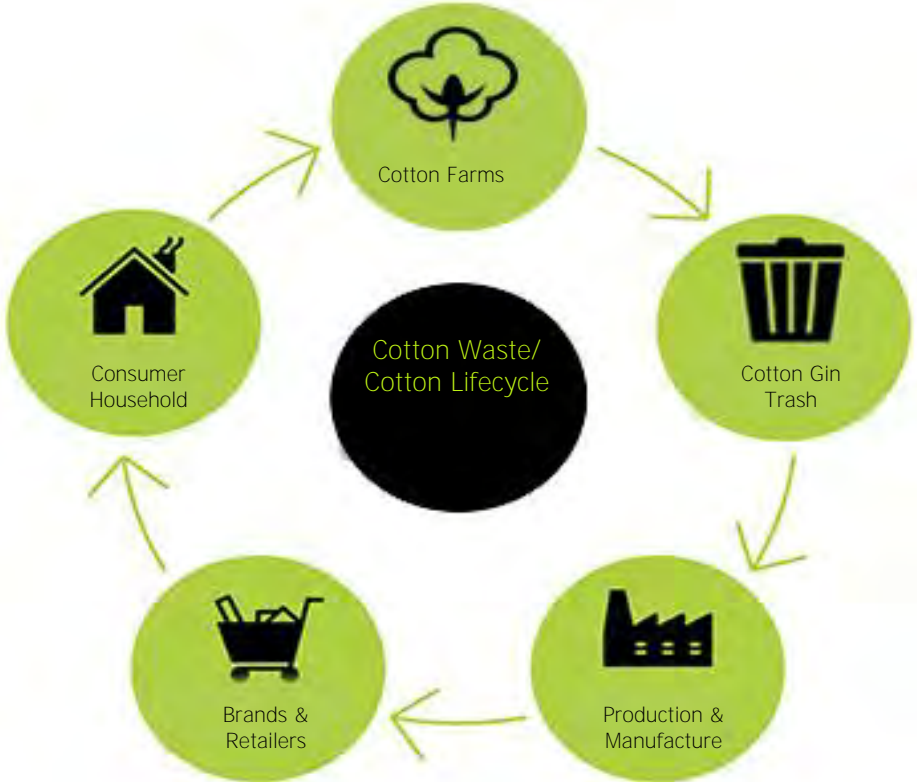 Cotton Farms
Cotton Waste/
Cotton Lifecycle
Consumer
Household
Cotton Gin
Trash
Brands &
Retailers
Production &
Manufacture